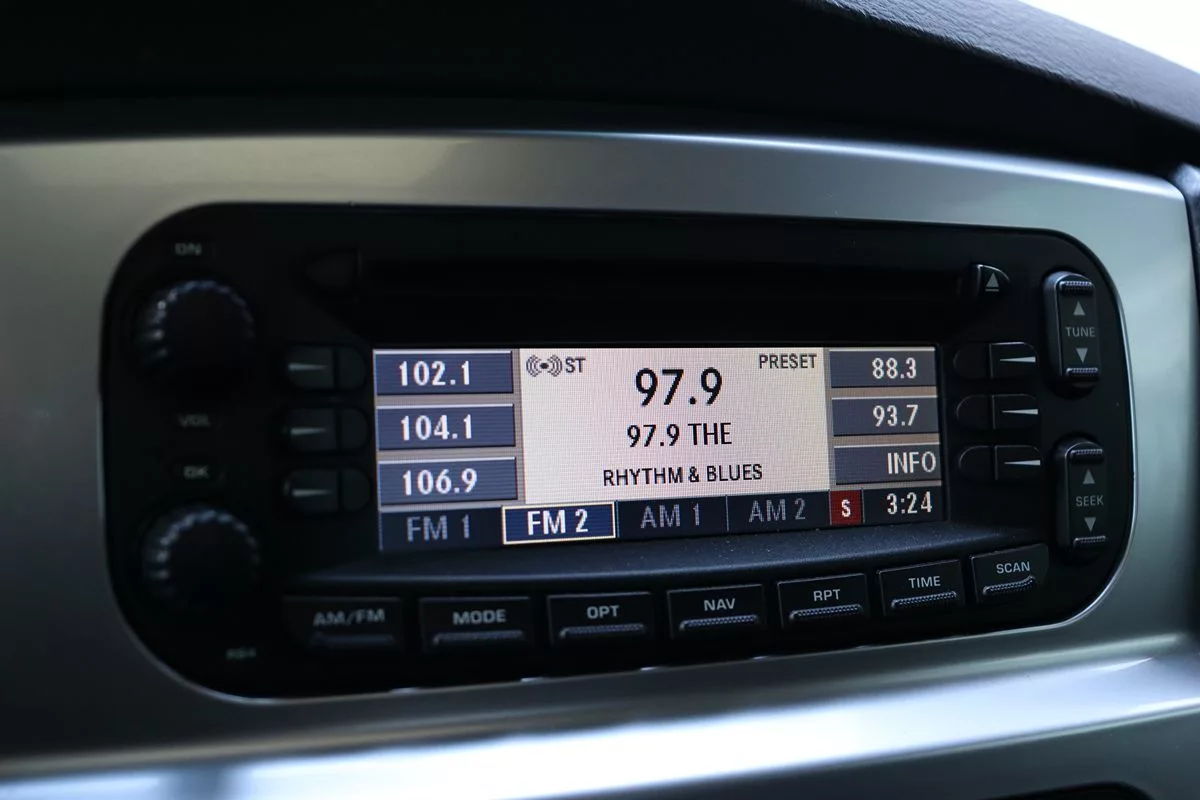 ON
VOL
OK
102.1
104.1
106.9
ST
PRESET
97.9
97.9 THE
RHYTHM & BLUES
88.3
93.7
INFO
FM 1 FM 2 AM 1 AM 2 S 3:24
TUNE
SEEK
AM/FM MODE OPT NAV RPT TIME SCAN